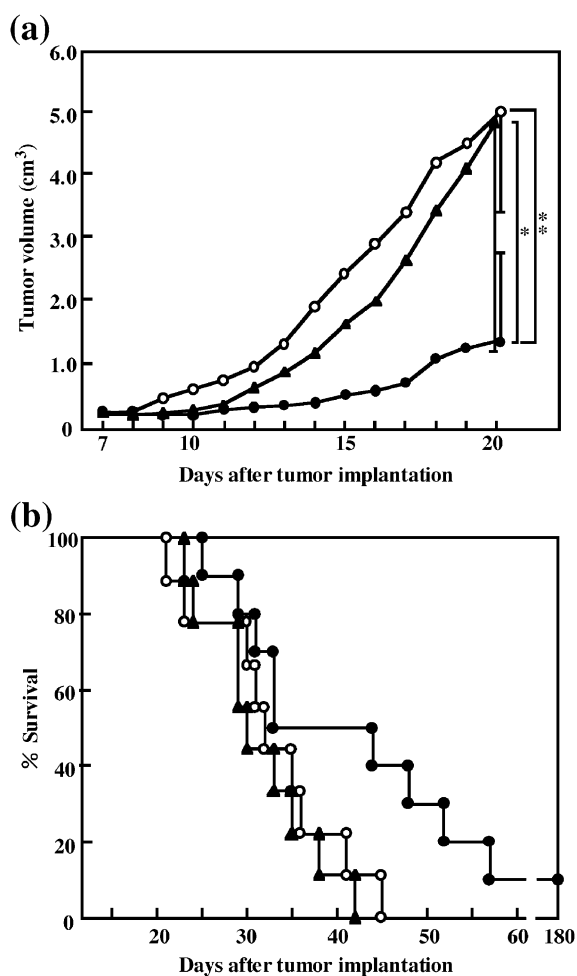 (a)
6.0
5.0
4.0
3.0
2.0
1.0
0
Tumor volume (cm³)
*
**
7 10 15 20
Days after tumor implantation
(b)
100
80
60
40
20
0
% Survival
20 30 40 50 60 180
Days after tumor implantation